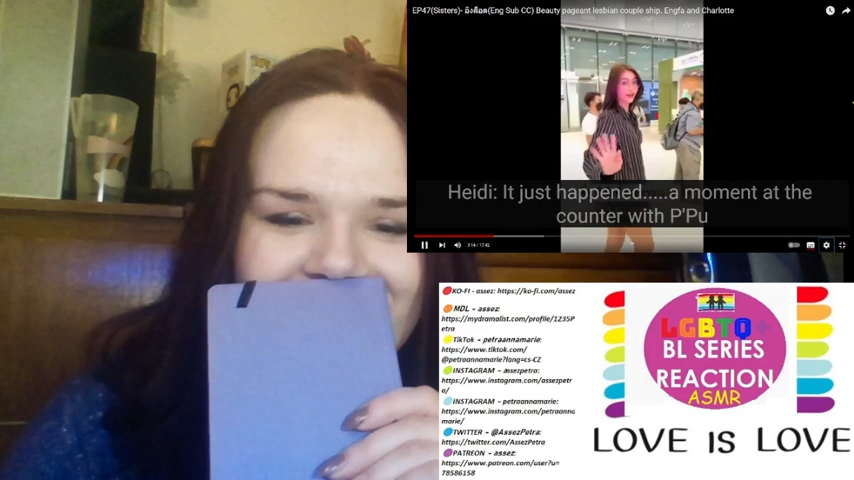 EP47(Sisters)- อิงล็อต(Eng Sub CC) Beauty pageant lesbian couple ship. Engfa and Charlotte
Heidi: It just happened.....a moment at the
counter with P'Pu
3:14 / 17:42
KO-FI - assez: https://ko-fi.com/assez
MDL - assez:
https://mydramalist.com/profile/1235P
etra
TikTok - petraannamarie:
https://www.tiktok.com/
@petraannamarie?lang=cs-CZ
INSTAGRAM - assezpetra:
https://www.instagram.com/assezpetr
a/
INSTAGRAM - petraannamarie:
https://www.instagram.com/petraanna
marie/
TWITTER - @AssezPetra:
https://twitter.com/AssezPetra
PATREON - assez:
https://www.patreon.com/user?u=
78586158
LGBTQ+
BL SERIES
REACTION
ASMR
LOVE IS LOVE